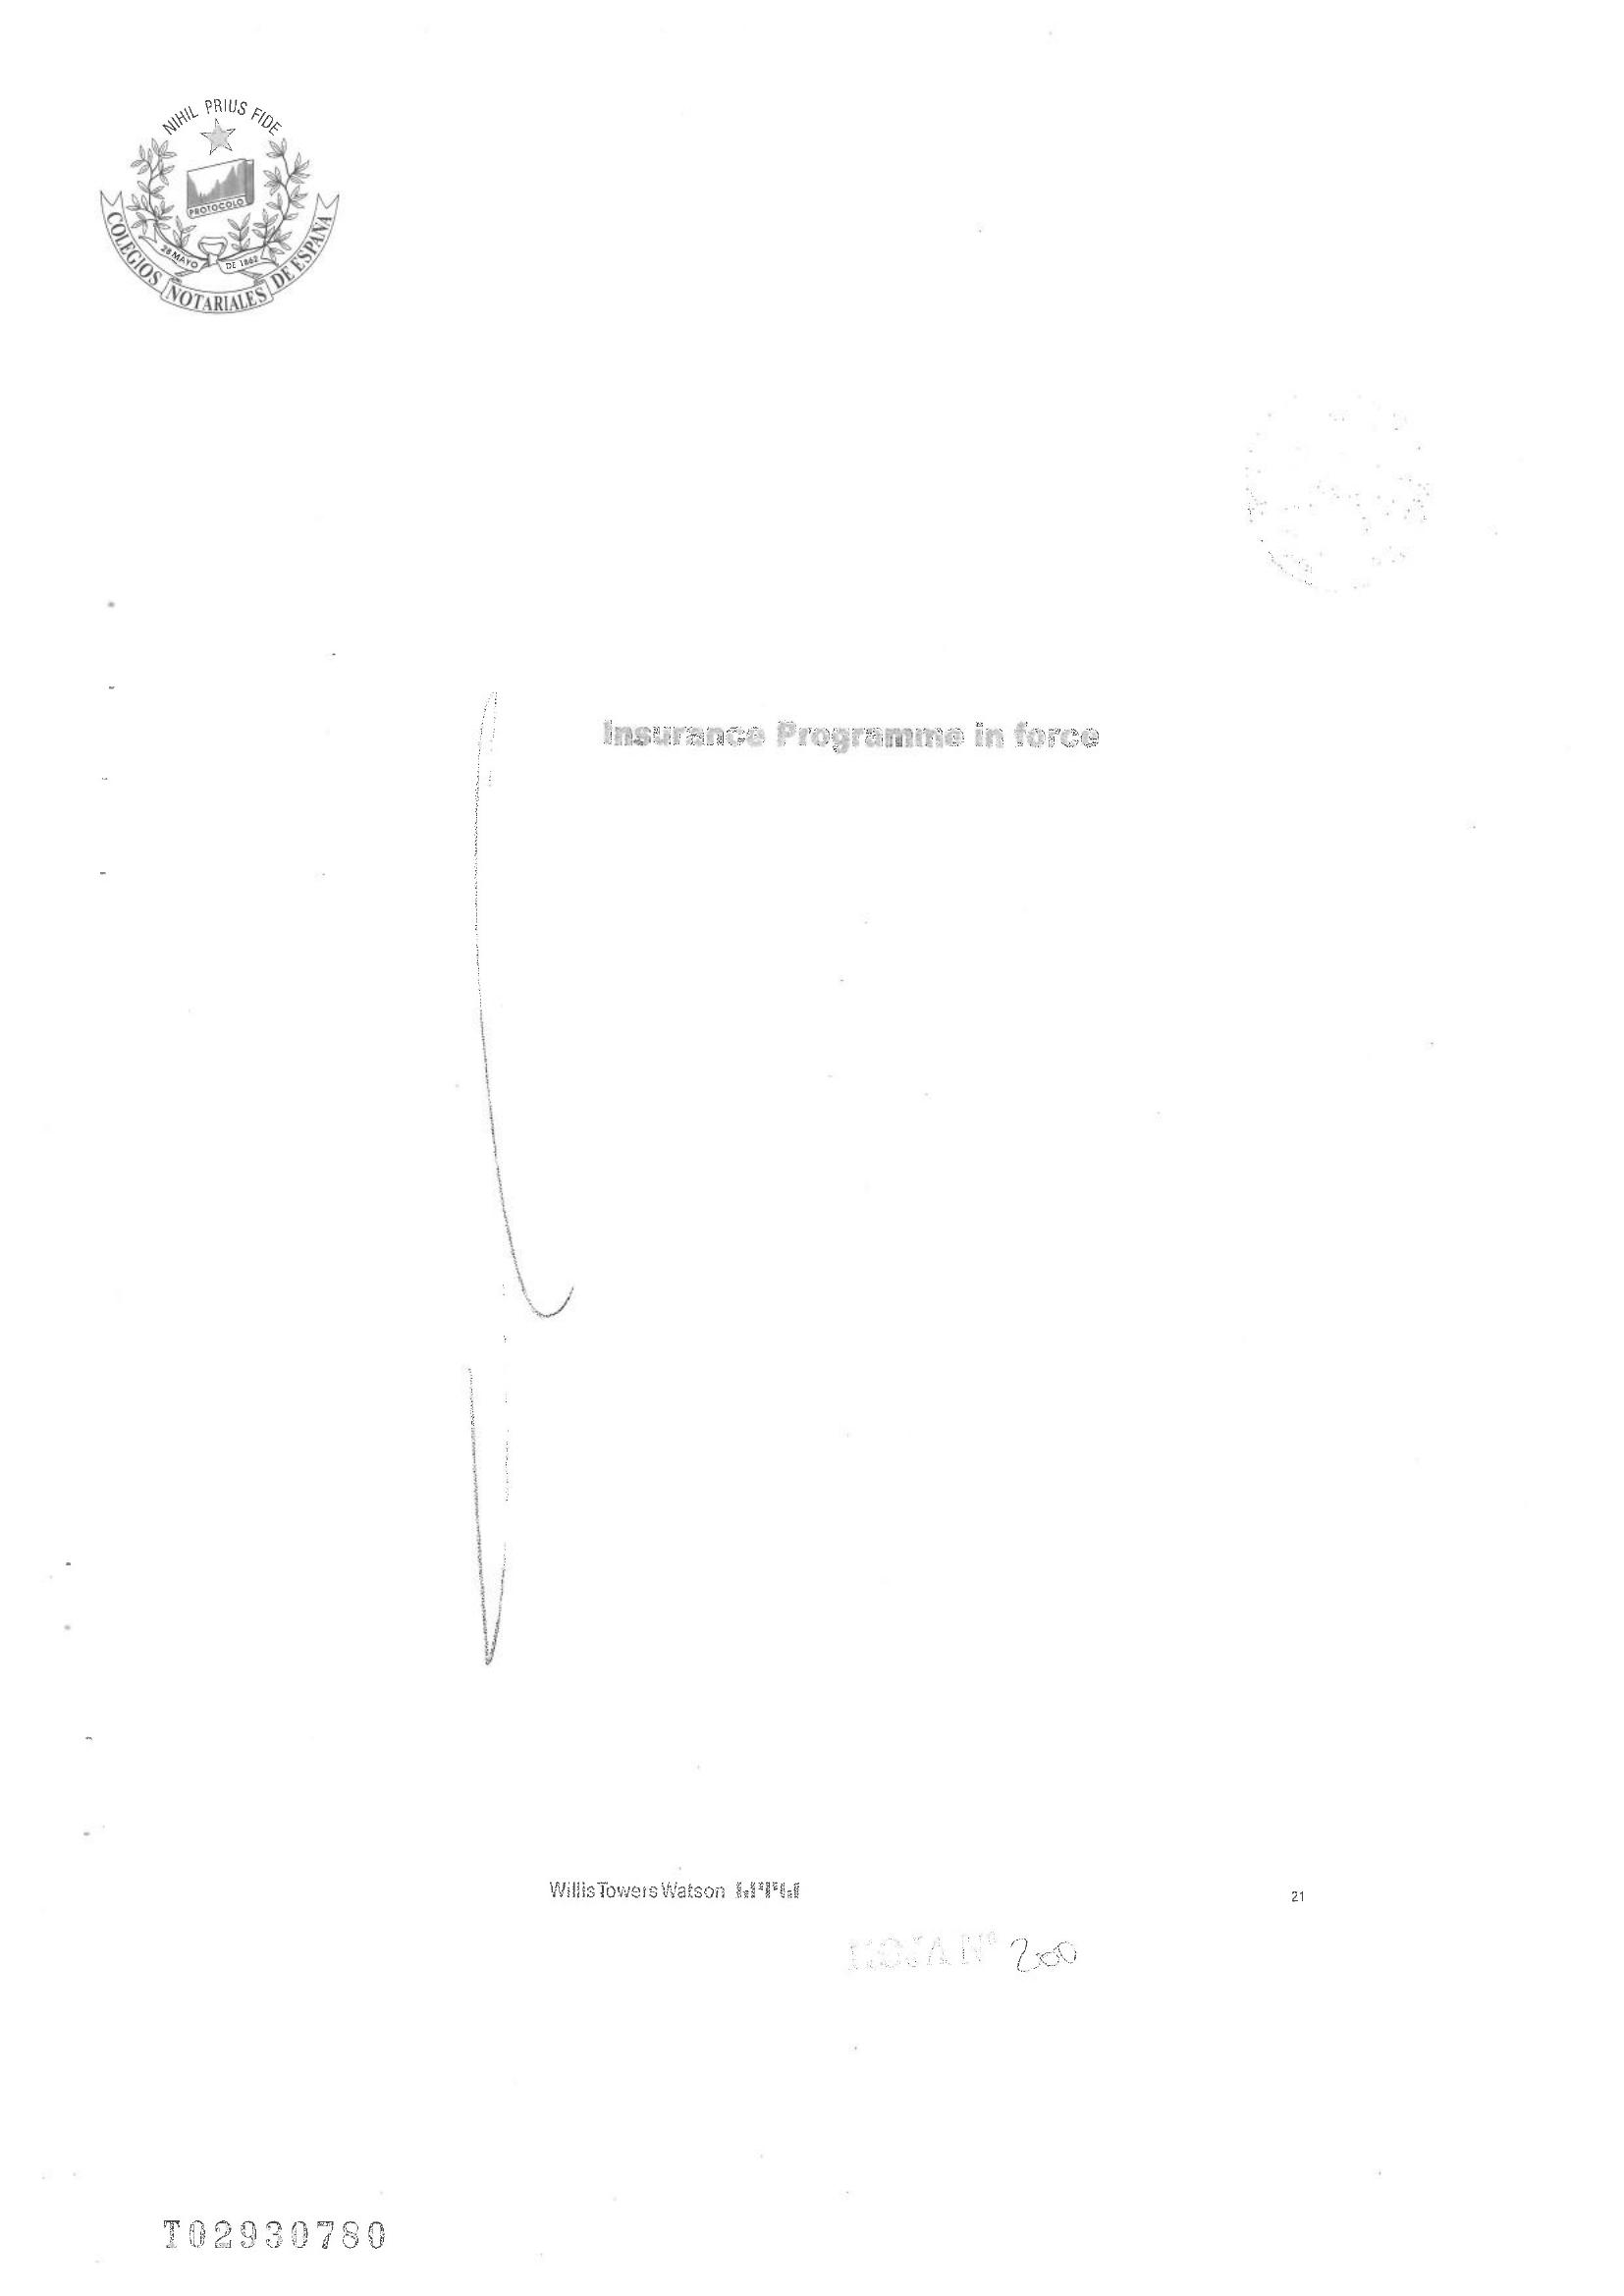 NIHIL PRIUS FIDE
PROTOCOLO
28 MAYO DE 1862
COLEGIOS NOTARIALES DE ESPAÑA
Insurance Programme in force
Willis Towers Watson
21
HOJA Nº 200
T02930780